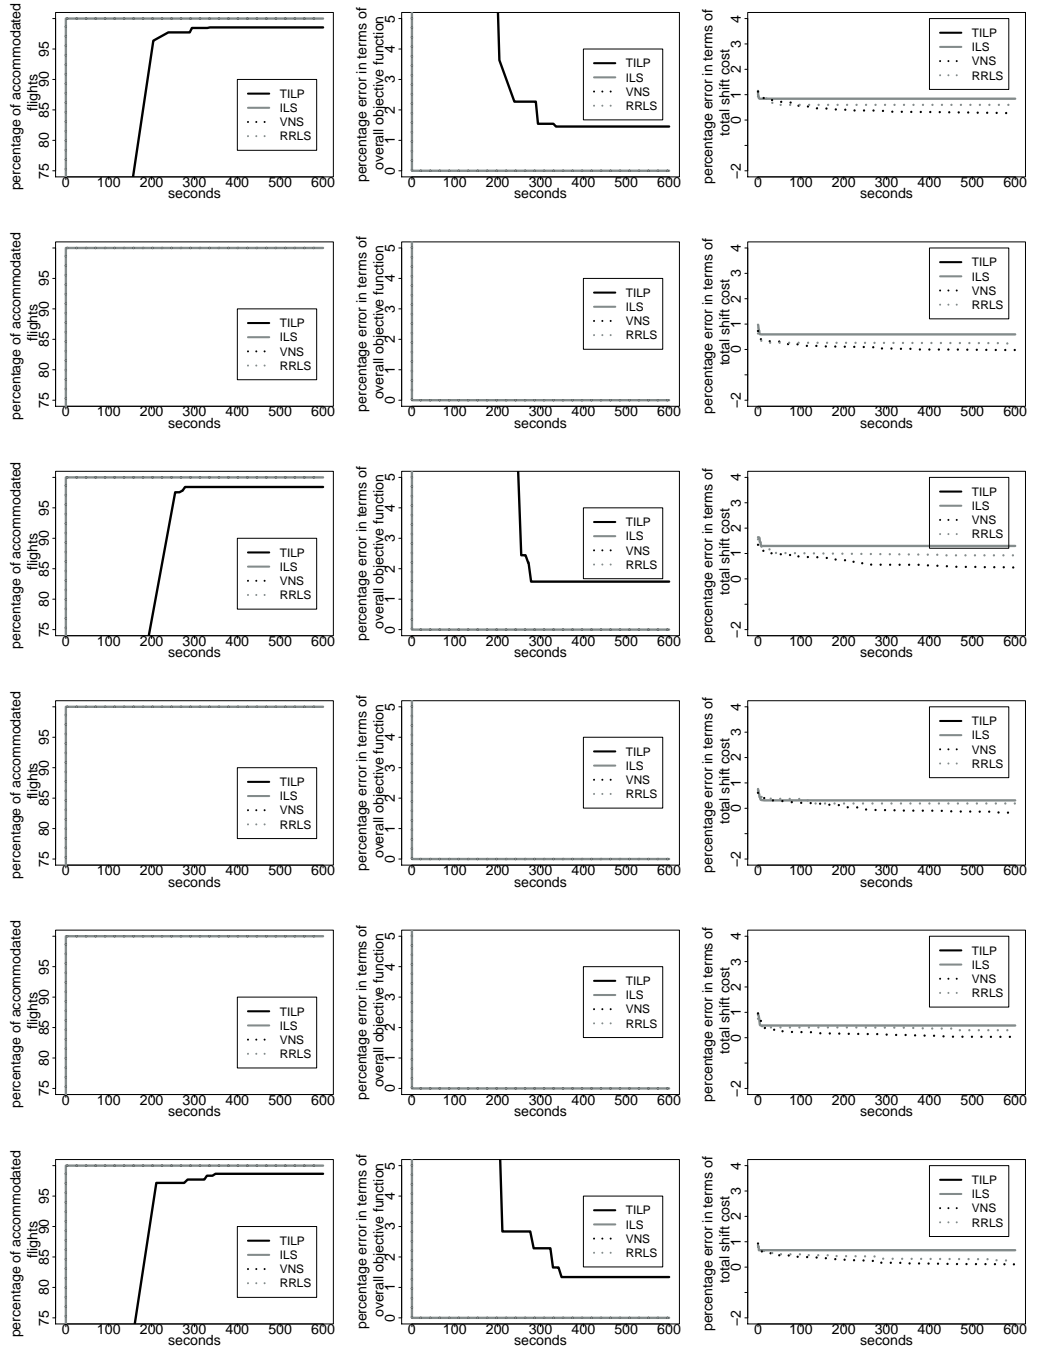 percentage of accommodated
flights
75 80 85 90 95
TILP
ILS
VNS
RRLS
0 100 200 300 400 500 600
seconds
percentage error in terms of
overall objective function
0 1 2 3 4 5
TILP
ILS
VNS
RRLS
0 100 200 300 400 500 600
seconds
percentage error in terms of
total shift cost
−2 0 1 2 3 4
TILP
ILS
VNS
RRLS
0 100 200 300 400 500 600
seconds
percentage of accommodated
flights
75 80 85 90 95
TILP
ILS
VNS
RRLS
0 100 200 300 400 500 600
seconds
percentage error in terms of
overall objective function
0 1 2 3 4 5
TILP
ILS
VNS
RRLS
0 100 200 300 400 500 600
seconds
percentage error in terms of
total shift cost
−2 0 1 2 3 4
TILP
ILS
VNS
RRLS
0 100 200 300 400 500 600
seconds
percentage of accommodated
flights
75 80 85 90 95
TILP
ILS
VNS
RRLS
0 100 200 300 400 500 600
seconds
percentage error in terms of
overall objective function
0 1 2 3 4 5
TILP
ILS
VNS
RRLS
0 100 200 300 400 500 600
seconds
percentage error in terms of
total shift cost
−2 0 1 2 3 4
TILP
ILS
VNS
RRLS
0 100 200 300 400 500 600
seconds
percentage of accommodated
flights
75 80 85 90 95
TILP
ILS
VNS
RRLS
0 100 200 300 400 500 600
seconds
percentage error in terms of
overall objective function
0 1 2 3 4 5
TILP
ILS
VNS
RRLS
0 100 200 300 400 500 600
seconds
percentage error in terms of
total shift cost
−2 0 1 2 3 4
TILP
ILS
VNS
RRLS
0 100 200 300 400 500 600
seconds
percentage of accommodated
flights
75 80 85 90 95
TILP
ILS
VNS
RRLS
0 100 200 300 400 500 600
seconds
percentage error in terms of
overall objective function
0 1 2 3 4 5
TILP
ILS
VNS
RRLS
0 100 200 300 400 500 600
seconds
percentage error in terms of
total shift cost
−2 0 1 2 3 4
TILP
ILS
VNS
RRLS
0 100 200 300 400 500 600
seconds
percentage of accommodated
flights
75 80 85 90 95
TILP
ILS
VNS
RRLS
0 100 200 300 400 500 600
seconds
percentage error in terms of
overall objective function
0 1 2 3 4 5
TILP
ILS
VNS
RRLS
0 100 200 300 400 500 600
seconds
percentage error in terms of
total shift cost
−2 0 1 2 3 4
TILP
ILS
VNS
RRLS
0 100 200 300 400 500 600
seconds